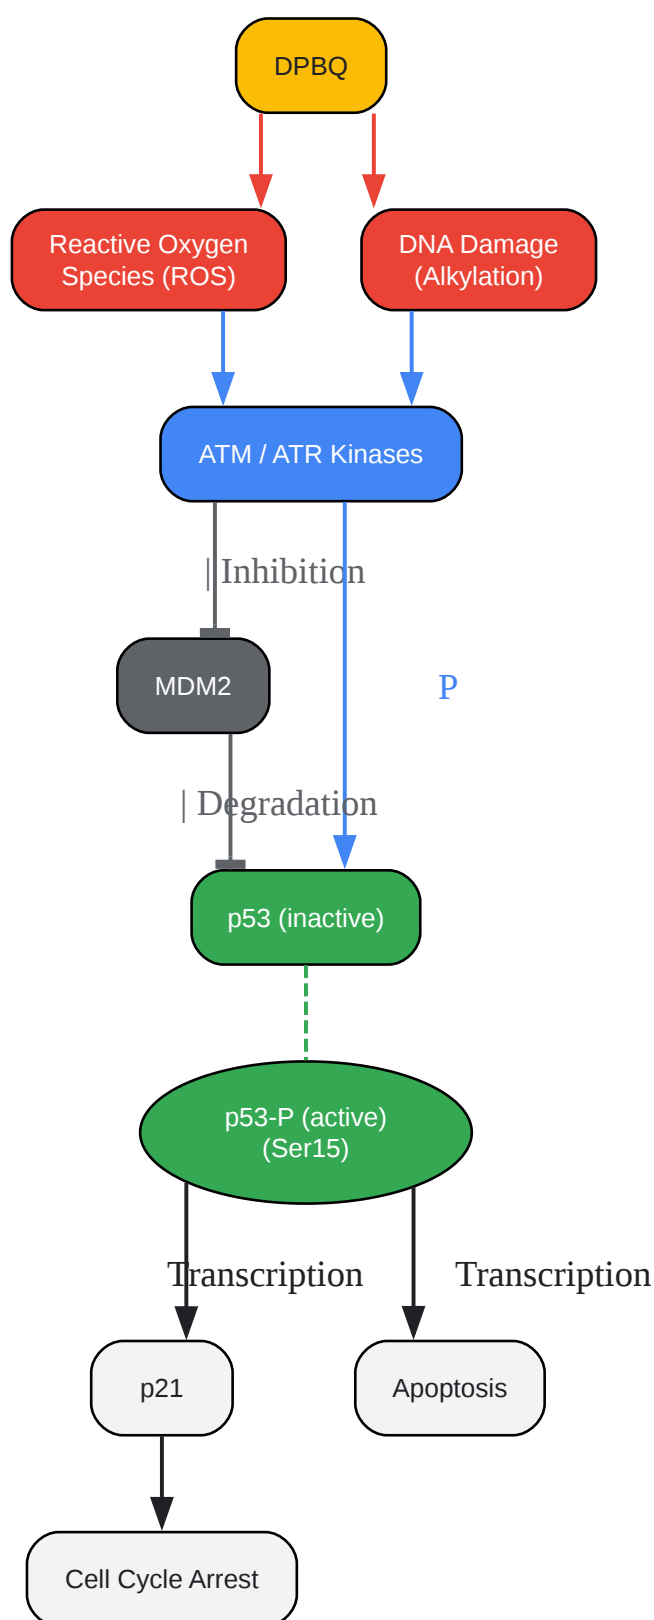 DPBQ
Reactive Oxygen
Species (ROS)
DNA Damage
(Alkylation)
ATM / ATR Kinases
| Inhibition
MDM2
P
| Degradation
p53 (inactive)
p53-P (active)
(Ser15)
Transcription
Transcription
p21
Apoptosis
Cell Cycle Arrest